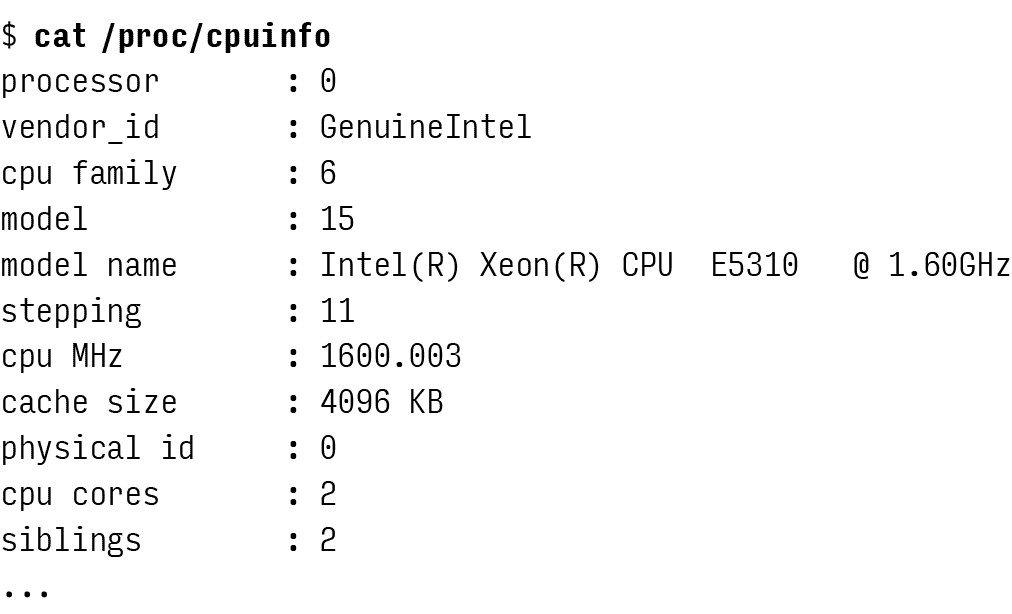 $ cat /proc/cpuinfo
processor       : 0
vendor_id       : GenuineIntel
cpu family      : 6
model           : 15
model name      : Intel(R) Xeon(R) CPU  E5310   @ 1.60GHz
stepping        : 11
cpu MHz         : 1600.003
cache size      : 4096 KB
physical id     : 0
cpu cores       : 2
siblings        : 2
...